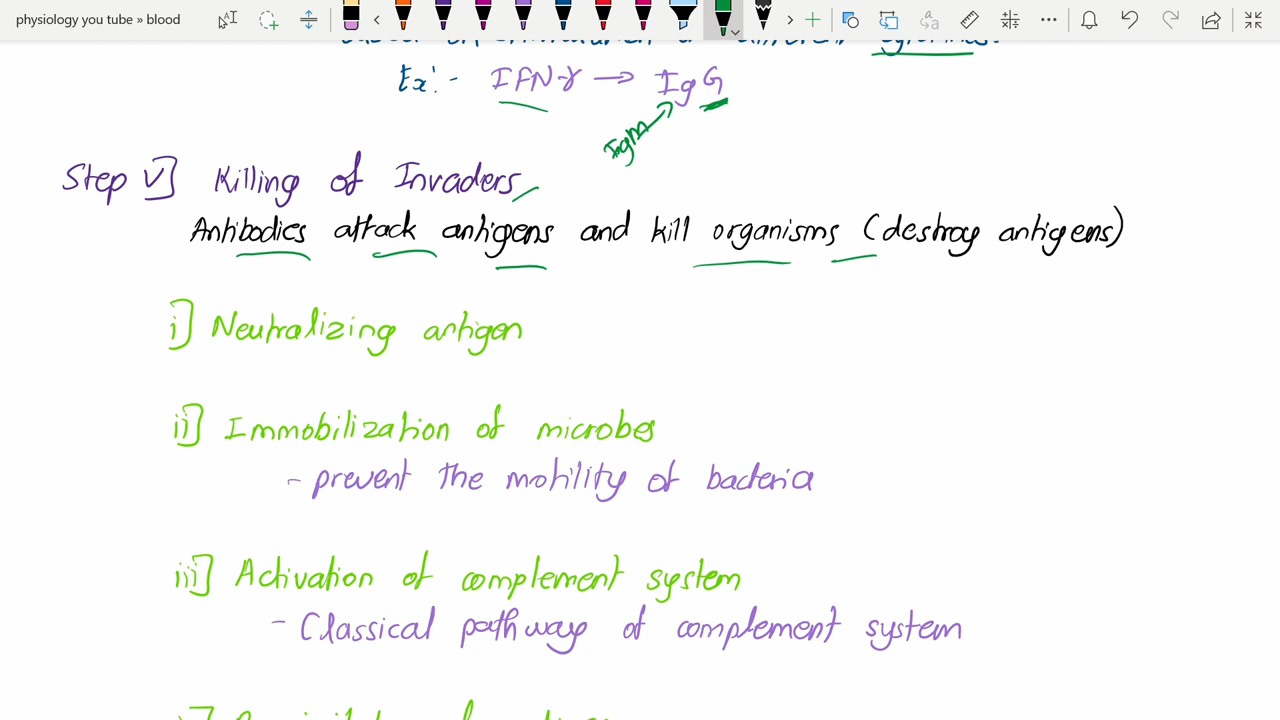 physiology you tube » blood
Ex:- IFN-γ → IgG
IgM
Step V] Killing of Invaders
Antibodies attack antigens and kill organisms (destroy antigens)
i] Neutralizing antigen
ii] Immobilization of microbes
- prevent the motility of bacteria
iii] Activation of complement system
- Classical pathway of complement system